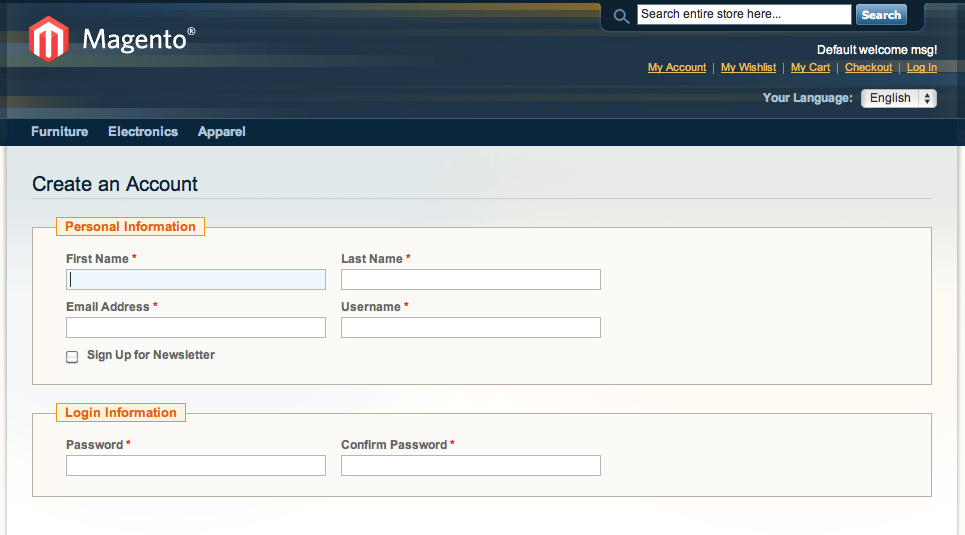 Search entire store here...
Search
Magento®
Default welcome msg!
My Account | My Wishlist | My Cart | Checkout | Log In
Your Language: English
Furniture Electronics Apparel
Create an Account
Personal Information
First Name * Last Name *
Email Address * Username *
Sign Up for Newsletter
Login Information
Password * Confirm Password *